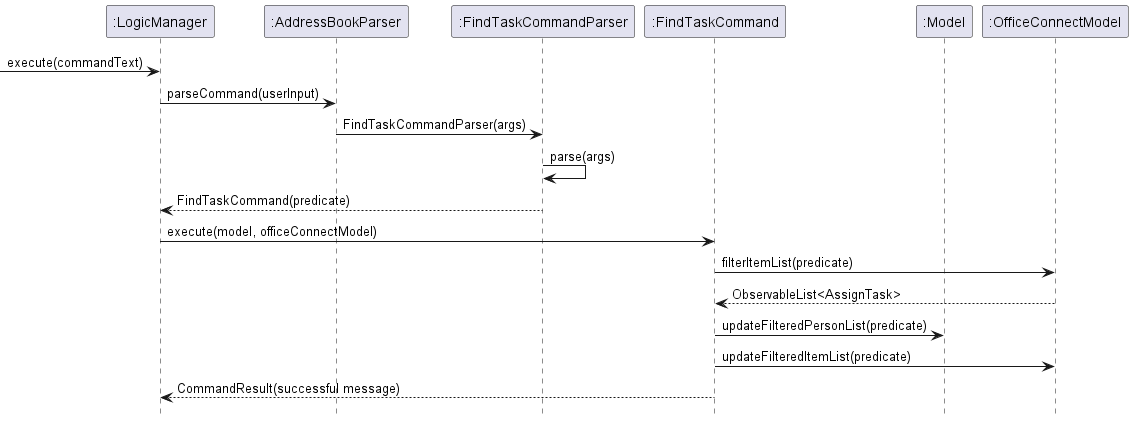 :LogicManager
:AddressBookParser
:FindTaskCommandParser
:FindTaskCommand
:Model
:OfficeConnectModel
execute(commandText)
parseCommand(userInput)
FindTaskCommandParser(args)
parse(args)
FindTaskCommand(predicate)
execute(model, officeConnectModel)
filterItemList(predicate)
ObservableList<AssignTask>
updateFilteredPersonList(predicate)
updateFilteredItemList(predicate)
CommandResult(successful message)